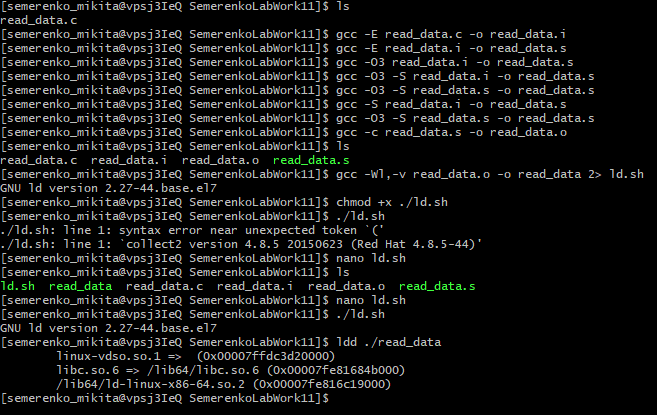 [semerenko_mikita@vpsj3IeQ SemerenkoLabWork11]$ ls
read_data.c
[semerenko_mikita@vpsj3IeQ SemerenkoLabWork11]$ gcc -E read_data.c -o read_data.i
[semerenko_mikita@vpsj3IeQ SemerenkoLabWork11]$ gcc -E read_data.i -o read_data.s
[semerenko_mikita@vpsj3IeQ SemerenkoLabWork11]$ gcc -O3 read_data.i -o read_data.s
[semerenko_mikita@vpsj3IeQ SemerenkoLabWork11]$ gcc -O3 -S read_data.i -o read_data.s
[semerenko_mikita@vpsj3IeQ SemerenkoLabWork11]$ gcc -O3 -S read_data.s -o read_data.s
[semerenko_mikita@vpsj3IeQ SemerenkoLabWork11]$ gcc -S read_data.i -o read_data.s
[semerenko_mikita@vpsj3IeQ SemerenkoLabWork11]$ gcc -O3 -S read_data.s -o read_data.s
[semerenko_mikita@vpsj3IeQ SemerenkoLabWork11]$ gcc -c read_data.s -o read_data.o
[semerenko_mikita@vpsj3IeQ SemerenkoLabWork11]$ ls
read_data.c  read_data.i  read_data.o  read_data.s
[semerenko_mikita@vpsj3IeQ SemerenkoLabWork11]$ gcc -Wl,-v read_data.o -o read_data 2> ld.sh
GNU ld version 2.27-44.base.el7
[semerenko_mikita@vpsj3IeQ SemerenkoLabWork11]$ chmod +x ./ld.sh
[semerenko_mikita@vpsj3IeQ SemerenkoLabWork11]$ ./ld.sh
./ld.sh: line 1: syntax error near unexpected token `('
./ld.sh: line 1: `collect2 version 4.8.5 20150623 (Red Hat 4.8.5-44)'
[semerenko_mikita@vpsj3IeQ SemerenkoLabWork11]$ nano ld.sh
[semerenko_mikita@vpsj3IeQ SemerenkoLabWork11]$ ls
ld.sh  read_data  read_data.c  read_data.i  read_data.o  read_data.s
[semerenko_mikita@vpsj3IeQ SemerenkoLabWork11]$ nano ld.sh
[semerenko_mikita@vpsj3IeQ SemerenkoLabWork11]$ ./ld.sh
GNU ld version 2.27-44.base.el7
[semerenko_mikita@vpsj3IeQ SemerenkoLabWork11]$ ldd ./read_data
linux-vdso.so.1 =>  (0x00007ffdc3d20000)
libc.so.6 => /lib64/libc.so.6 (0x00007fe81684b000)
/lib64/ld-linux-x86-64.so.2 (0x00007fe816c19000)
[semerenko_mikita@vpsj3IeQ SemerenkoLabWork11]$